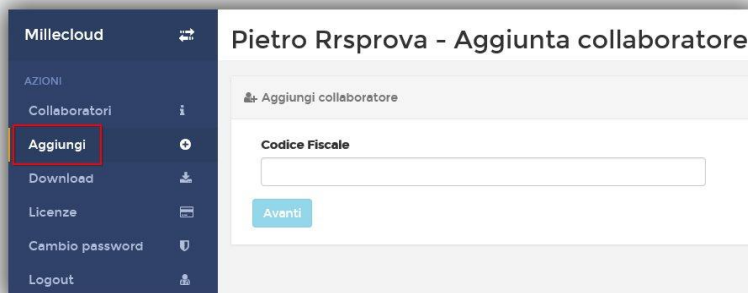 Millecloud
AZIONI
Collaboratori
Aggiungi
Download
Licenze
Cambio password
Logout
Pietro Rrsprova - Aggiunta collaboratore
Aggiungi collaboratore
Codice Fiscale
Avanti